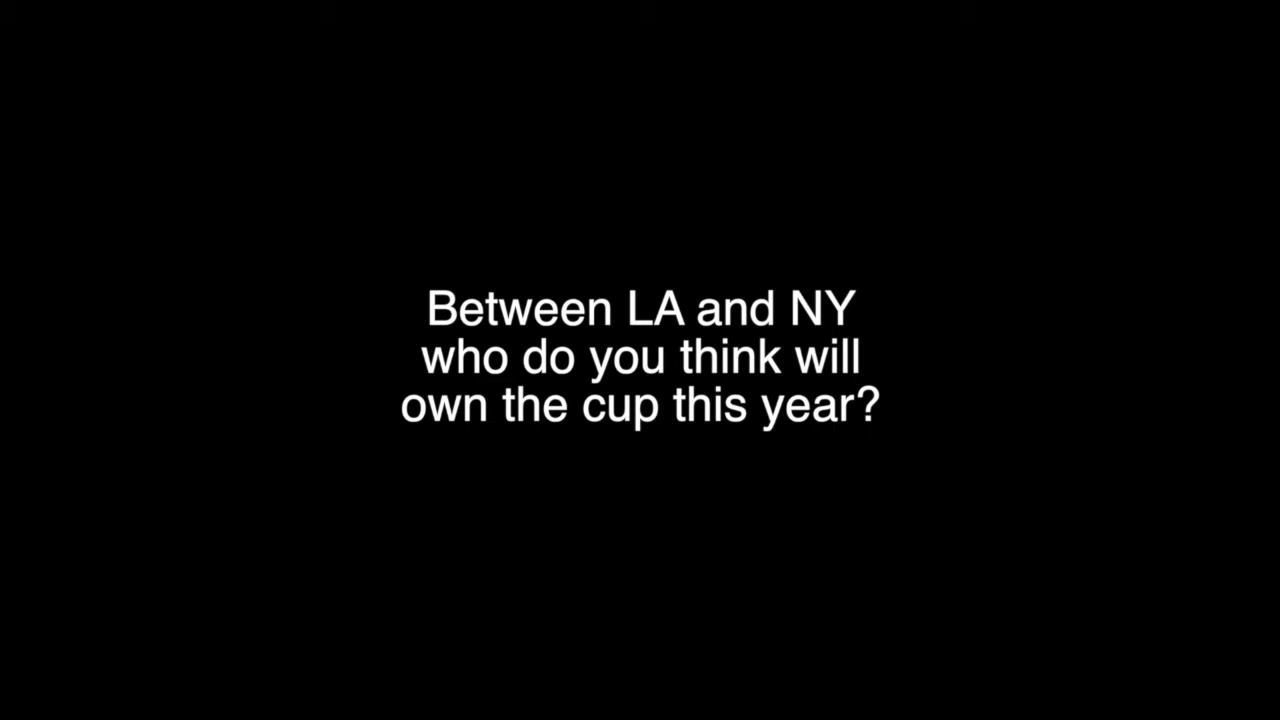 Between LA and NY
who do you think will
own the cup this year?